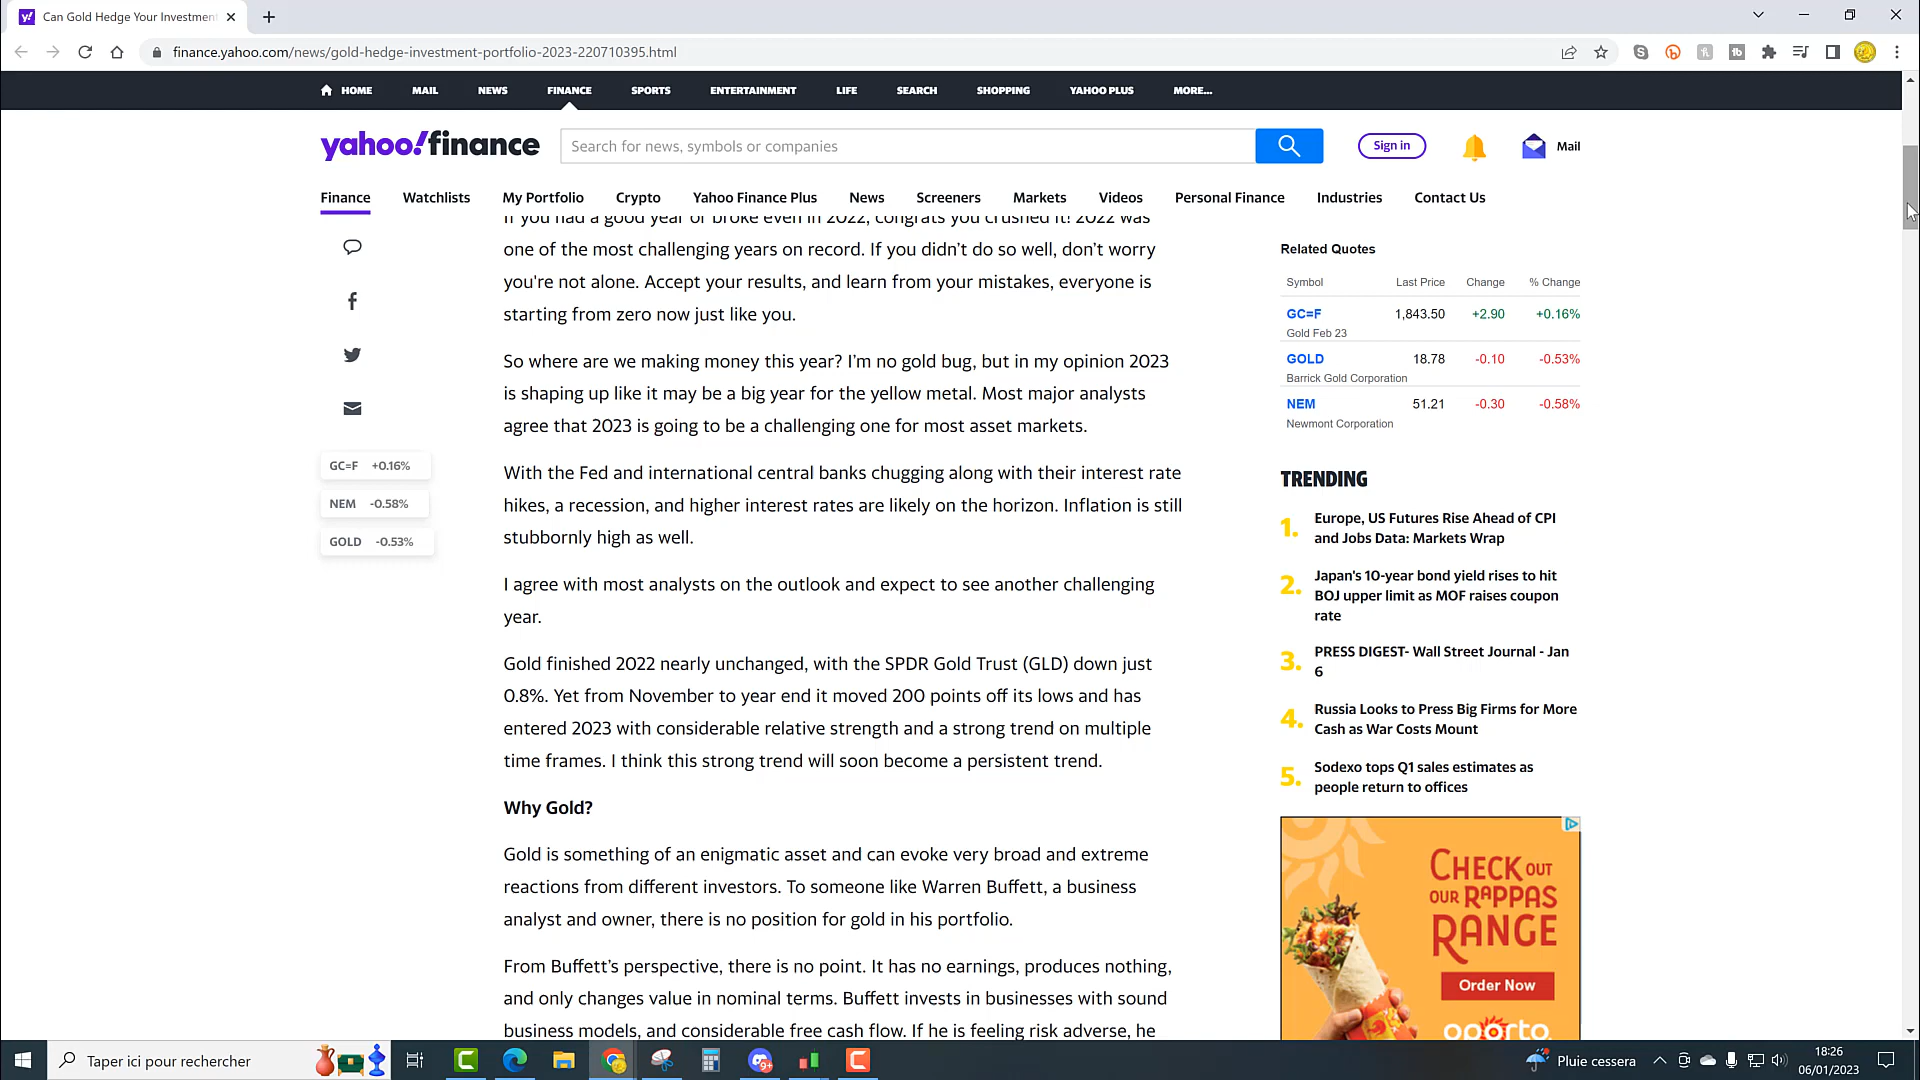 Can Gold Hedge Your Investment
finance.yahoo.com/news/gold-hedge-investment-portfolio-2023-220710395.html
HOME MAIL NEWS FINANCE SPORTS ENTERTAINMENT LIFE SEARCH SHOPPING YAHOO PLUS MORE...
yahoo!finance
Search for news, symbols or companies
Sign in
Mail
Finance Watchlists My Portfolio Crypto Yahoo Finance Plus News Screeners Markets Videos Personal Finance Industries Contact Us
If you had a good year or broke even in 2022, congrats you crushed it! 2022 was
one of the most challenging years on record. If you didn't do so well, don't worry
you're not alone. Accept your results, and learn from your mistakes, everyone is
starting from zero now just like you.
So where are we making money this year? I'm no gold bug, but in my opinion 2023
is shaping up like it may be a big year for the yellow metal. Most major analysts
agree that 2023 is going to be a challenging one for most asset markets.
With the Fed and international central banks chugging along with their interest rate
hikes, a recession, and higher interest rates are likely on the horizon. Inflation is still
stubbornly high as well.
I agree with most analysts on the outlook and expect to see another challenging
year.
Gold finished 2022 nearly unchanged, with the SPDR Gold Trust (GLD) down just
0.8%. Yet from November to year end it moved 200 points off its lows and has
entered 2023 with considerable relative strength and a strong trend on multiple
time frames. I think this strong trend will soon become a persistent trend.
Why Gold?
Gold is something of an enigmatic asset and can evoke very broad and extreme
reactions from different investors. To someone like Warren Buffett, a business
analyst and owner, there is no position for gold in his portfolio.
From Buffett's perspective, there is no point. It has no earnings, produces nothing,
and only changes value in nominal terms. Buffett invests in businesses with sound
business models, and considerable free cash flow. If he is feeling risk adverse, he
GC=F +0.16%
NEM -0.58%
GOLD -0.53%
Related Quotes
Symbol Last Price Change % Change
GC=F 1,843.50 +2.90 +0.16%
Gold Feb 23
GOLD 18.78 -0.10 -0.53%
Barrick Gold Corporation
NEM 51.21 -0.30 -0.58%
Newmont Corporation
TRENDING
1. Europe, US Futures Rise Ahead of CPI
and Jobs Data: Markets Wrap
2. Japan's 10-year bond yield rises to hit
BOJ upper limit as MOF raises coupon
rate
3. PRESS DIGEST- Wall Street Journal - Jan
6
4. Russia Looks to Press Big Firms for More
Cash as War Costs Mount
5. Sodexo tops Q1 sales estimates as
people return to offices
CHECK OUT
OUR RAPPAS
RANGE
Order Now
oporto
Taper ici pour rechercher
Pluie cessera
18:26
06/01/2023